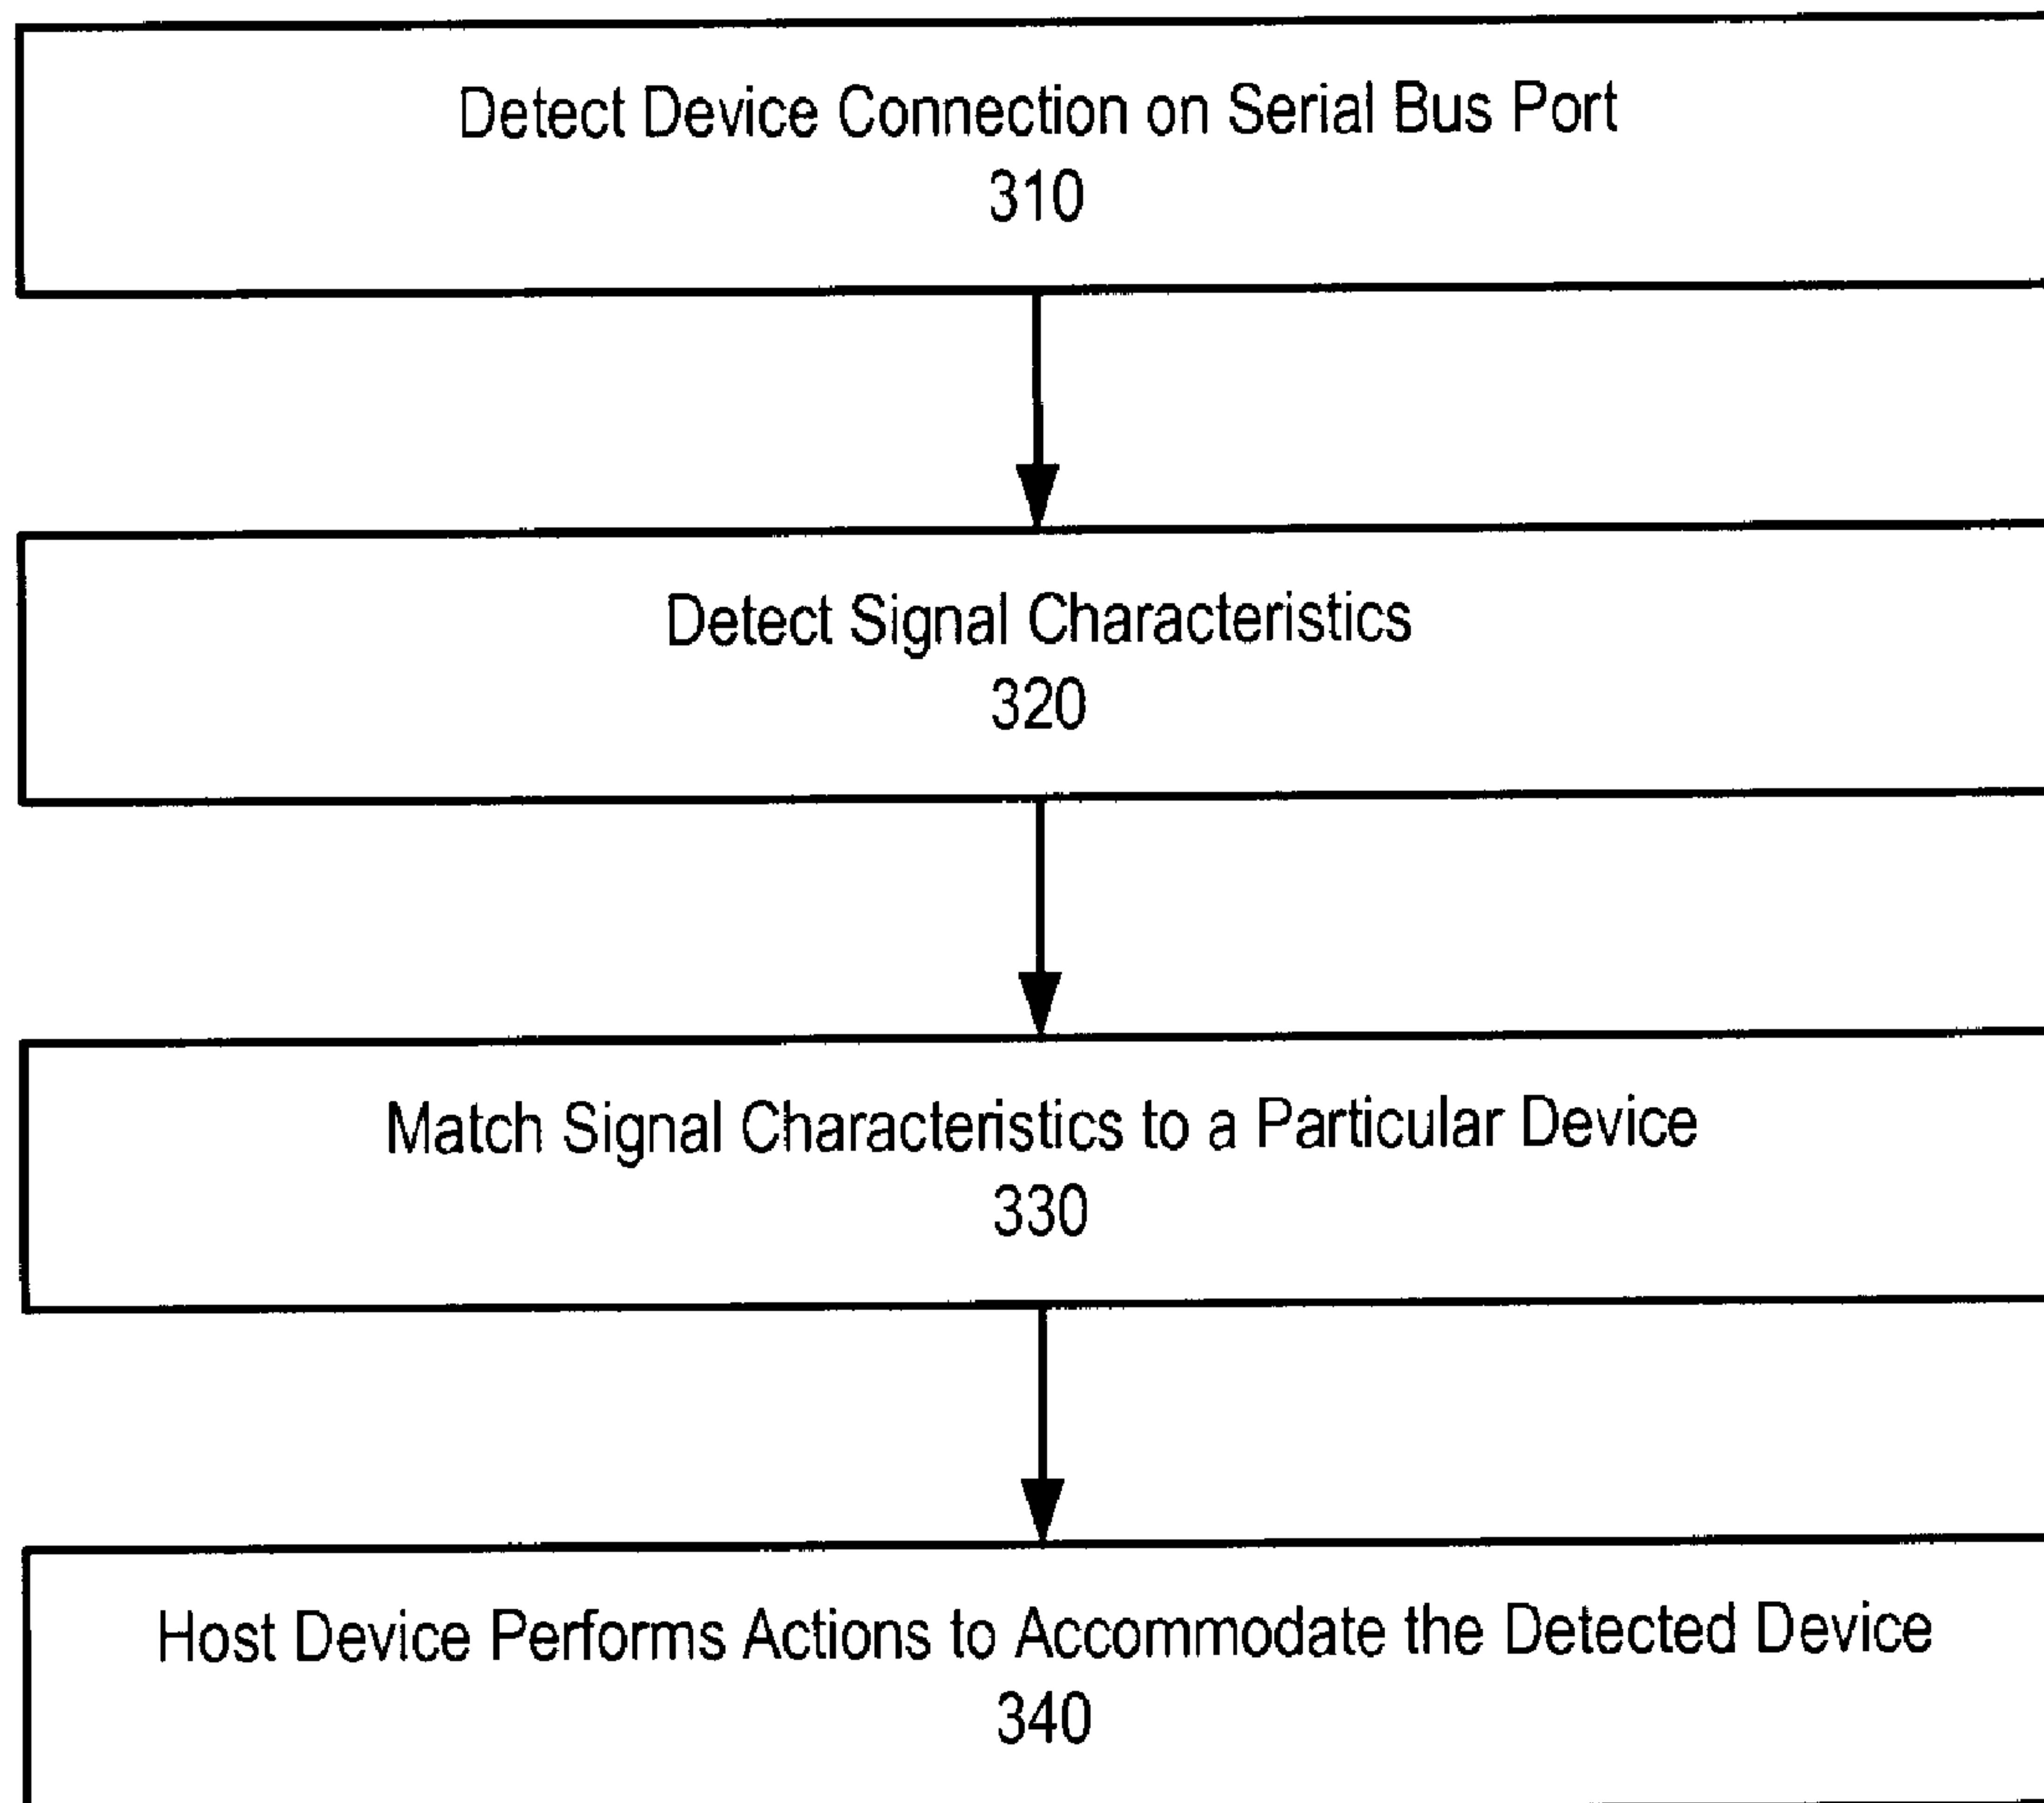 Detect Device Connection on Serial Bus Port
310
Detect Signal Characteristics
320
Match Signal Characteristics to a Particular Device
330
Host Device Performs Actions to Accommodate the Detected Device
340